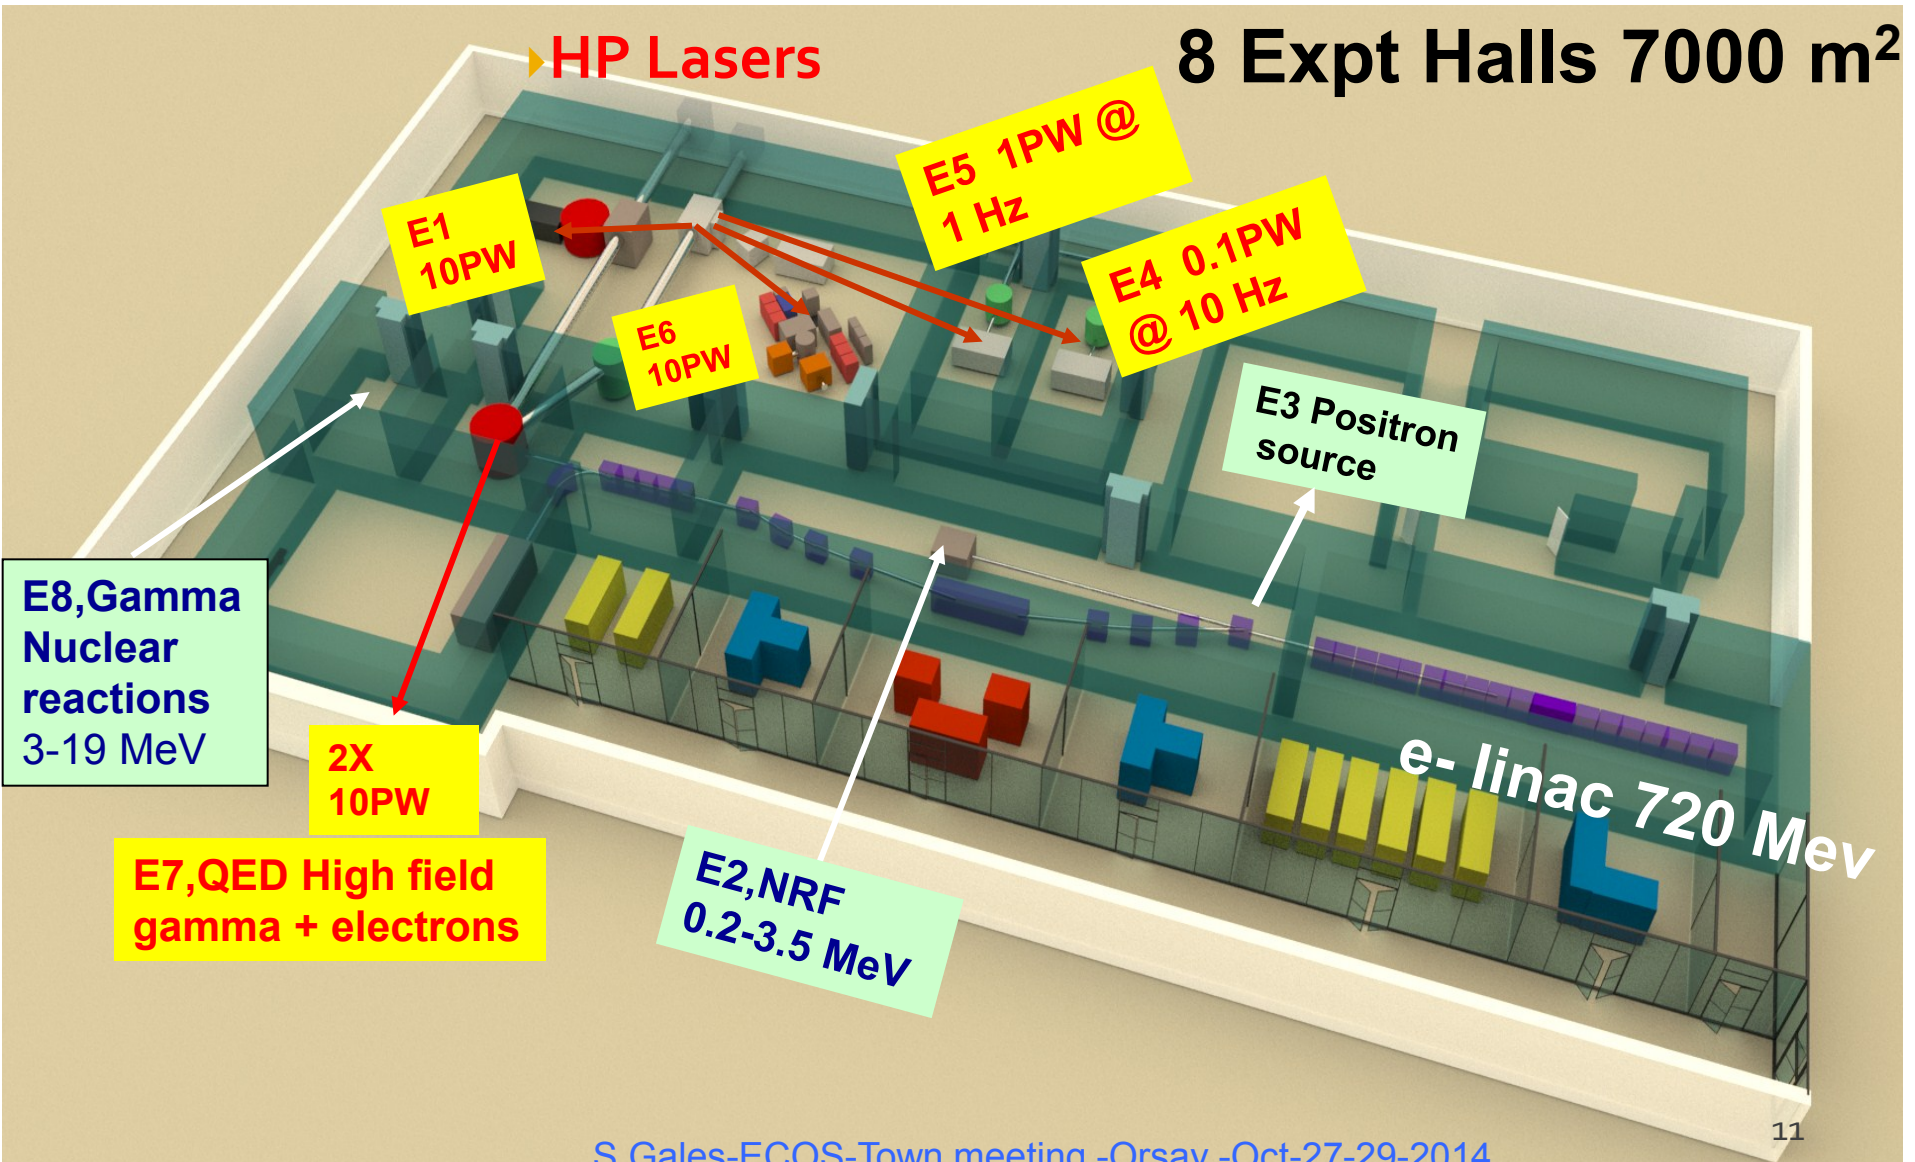 HP Lasers
8 Expt Halls 7000 m²
E5 1PW @
1 Hz
E1
10PW
E4 0.1PW
@ 10 Hz
E6
10PW
E3 Positron
source
E8,Gamma
Nuclear
reactions
3-19 MeV
2X
10PW
e- linac 720 Mev
E7,QED High field
gamma + electrons
E2,NRF
0.2-3.5 MeV
11
S.Gales-ECOS-Town meeting -Orsay -Oct-27-29-2014